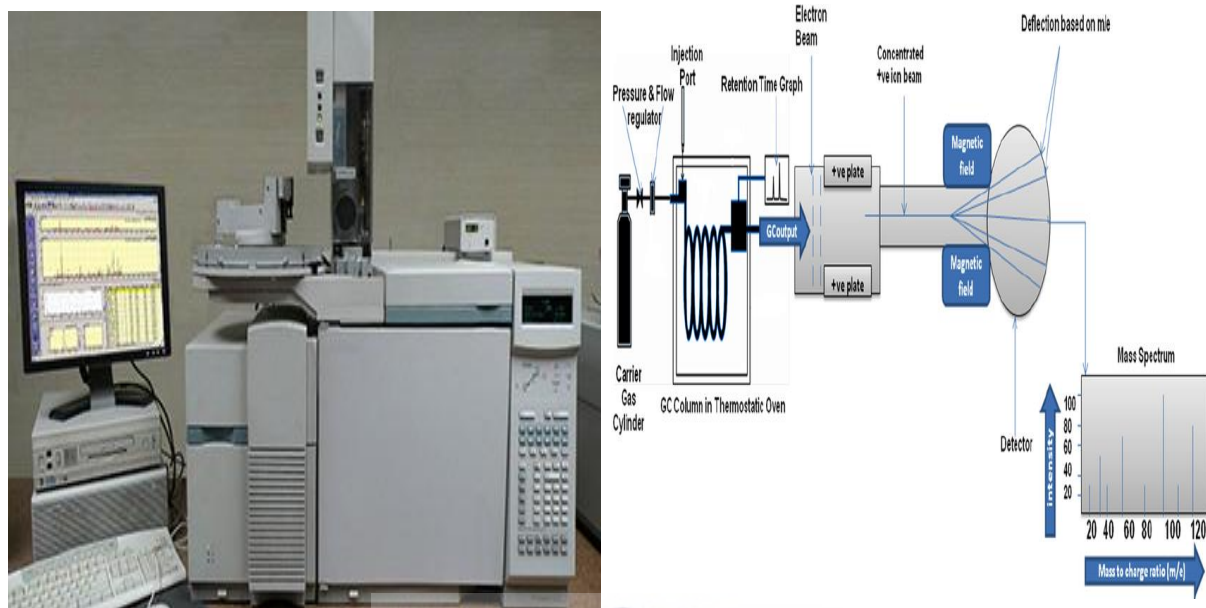 Electron
Beam
Deflection based on m/e
Injection
Port
Concentrated
+ve ion beam
Retention Time Graph
Pressure & Flow
regulator
Magnetic
field
+ve plate
GC output
+ve plate
Magnetic
field
Carrier
Gas
Cylinder
GC Column in Thermostatic Oven
Detector
Mass Spectrum
intensity
100
80
60
40
20
20 40 60 80 100 120
Mass to charge ratio (m/e)